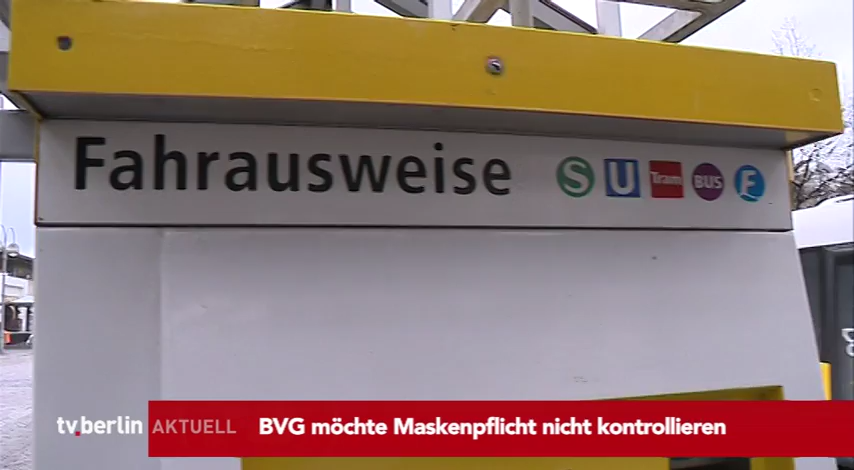 Fahrausweise S U Tram BUS F
tv.berlin AKTUELL BVG möchte Maskenpflicht nicht kontrollieren